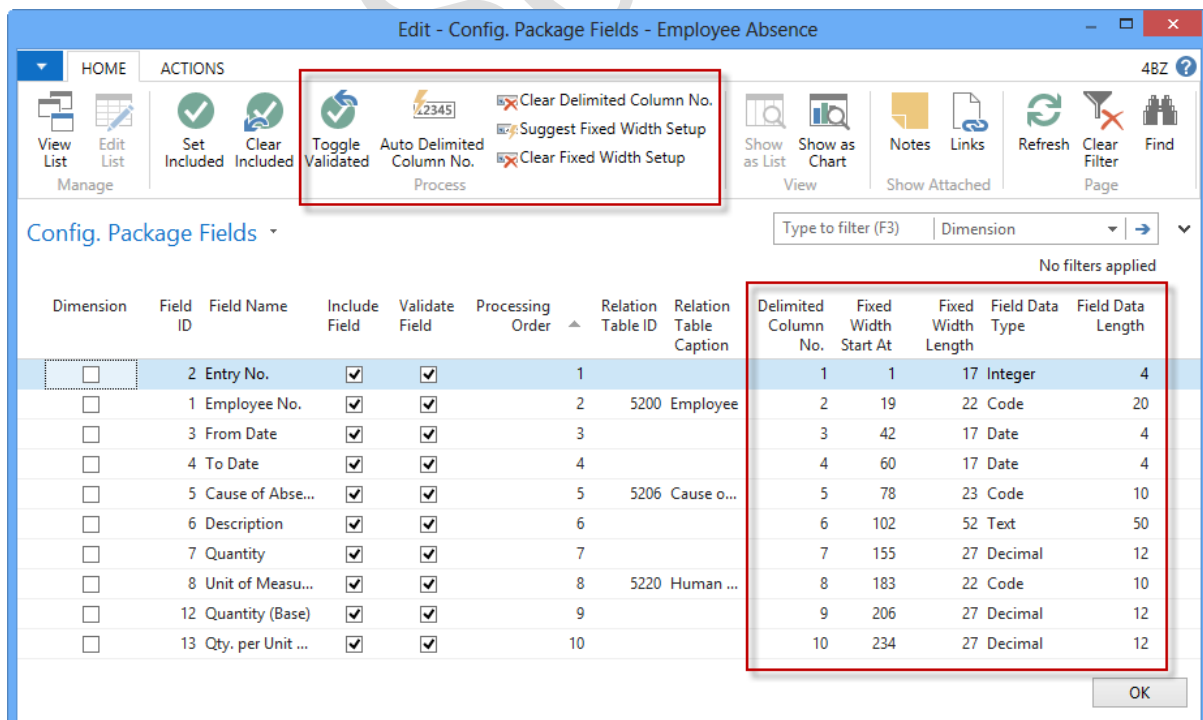 Edit - Config. Package Fields - Employee Absence
HOME ACTIONS 4BZ ?
View List
Edit List
Manage
Set Included
Clear Included
Toggle Validated
12345
Auto Delimited Column No.
Clear Delimited Column No.
Suggest Fixed Width Setup
Clear Fixed Width Setup
Process
Show as List
Show as Chart
View
Notes
Links
Show Attached
Refresh
Clear Filter
Find
Page
Config. Package Fields
Type to filter (F3) Dimension
No filters applied
Dimension Field ID Field Name Include Field Validate Field Processing Order Relation Table ID Relation Table Caption Delimited Column No. Fixed Width Start At Fixed Width Length Field Data Type Field Data Length
2 Entry No. 1 1 1 17 Integer 4
1 Employee No. 2 5200 Employee 2 19 22 Code 20
3 From Date 3 3 42 17 Date 4
4 To Date 4 4 60 17 Date 4
5 Cause of Abse... 5 5206 Cause o... 5 78 23 Code 10
6 Description 6 6 102 52 Text 50
7 Quantity 7 7 155 27 Decimal 12
8 Unit of Measu... 8 5220 Human ... 8 183 22 Code 10
12 Quantity (Base) 9 9 206 27 Decimal 12
13 Qty. per Unit ... 10 10 234 27 Decimal 12
OK